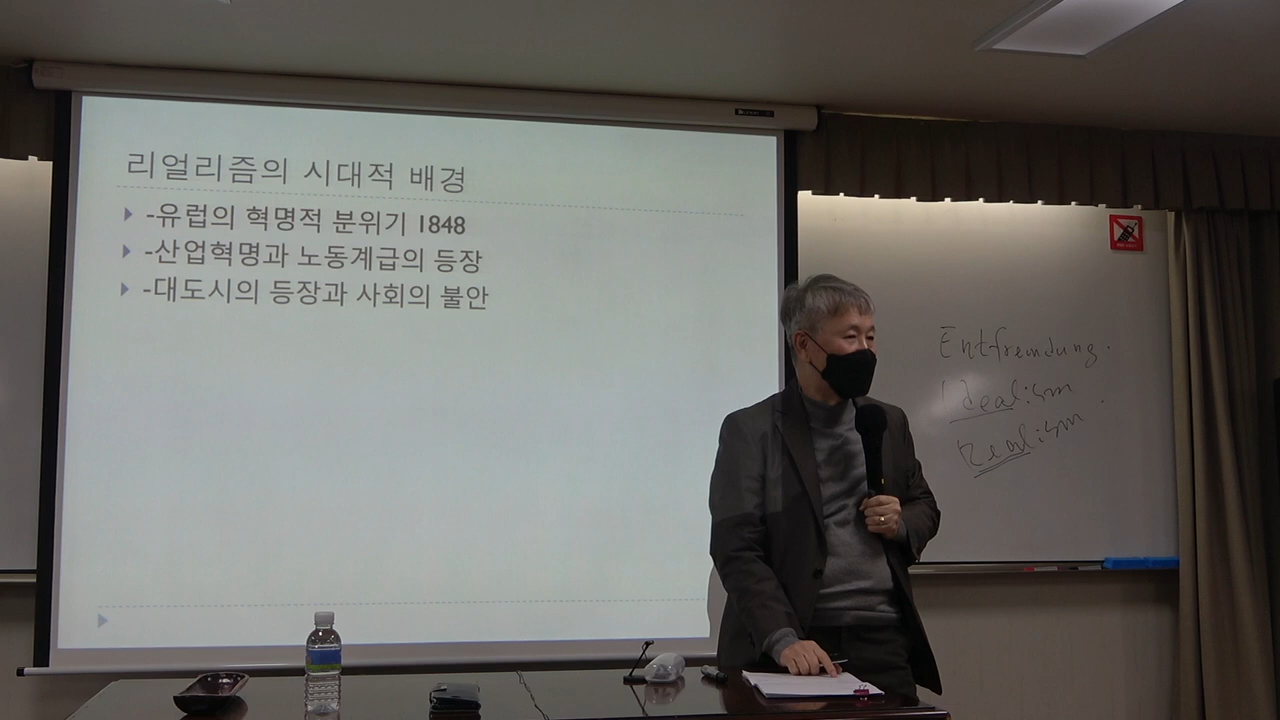 리얼리즘의 시대적 배경
-유럽의 혁명적 분위기 1848
-산업혁명과 노동계급의 등장
-대도시의 등장과 사회의 불안
Entfremdung.
Idealism
Realism